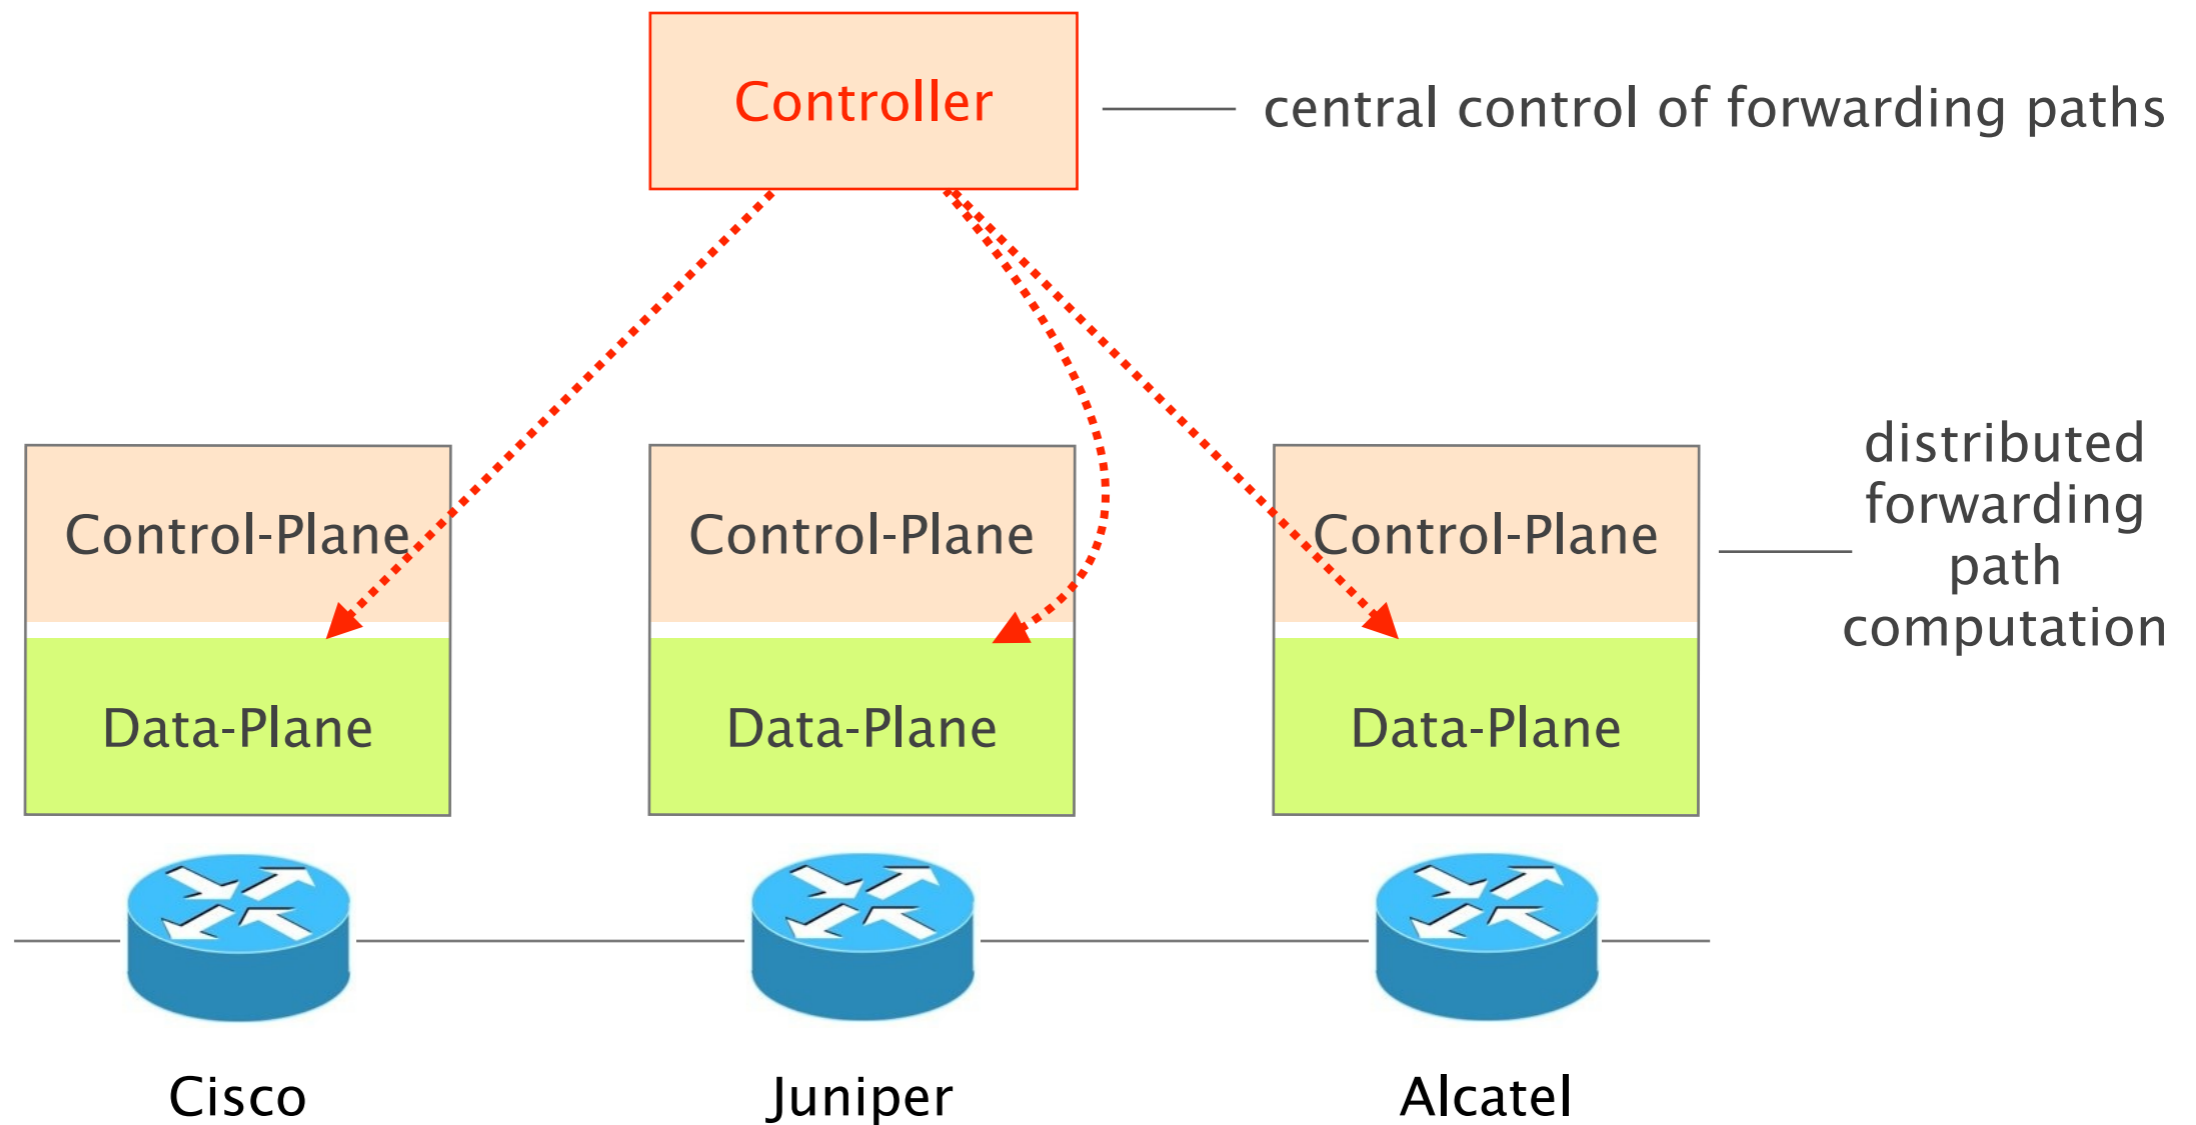 Controller
central control of forwarding paths
Control-Plane
Control-Plane
Control-Plane
distributed
forwarding
path
computation
Data-Plane
Data-Plane
Data-Plane
Cisco
Juniper
Alcatel